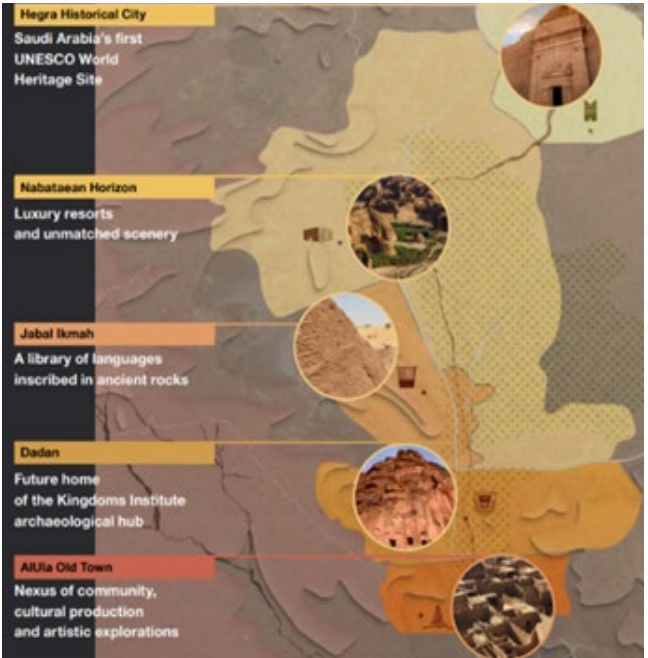 Hegra Historical City
Saudi Arabia's first
UNESCO World
Heritage Site
Nabataean Horizon
Luxury resorts
and unmatched scenery
Jabal Ikmah
A library of languages
inscribed in ancient rocks
Dadan
Future home
of the Kingdoms Institute
archaeological hub
AlUla Old Town
Nexus of community,
cultural production
and artistic explorations